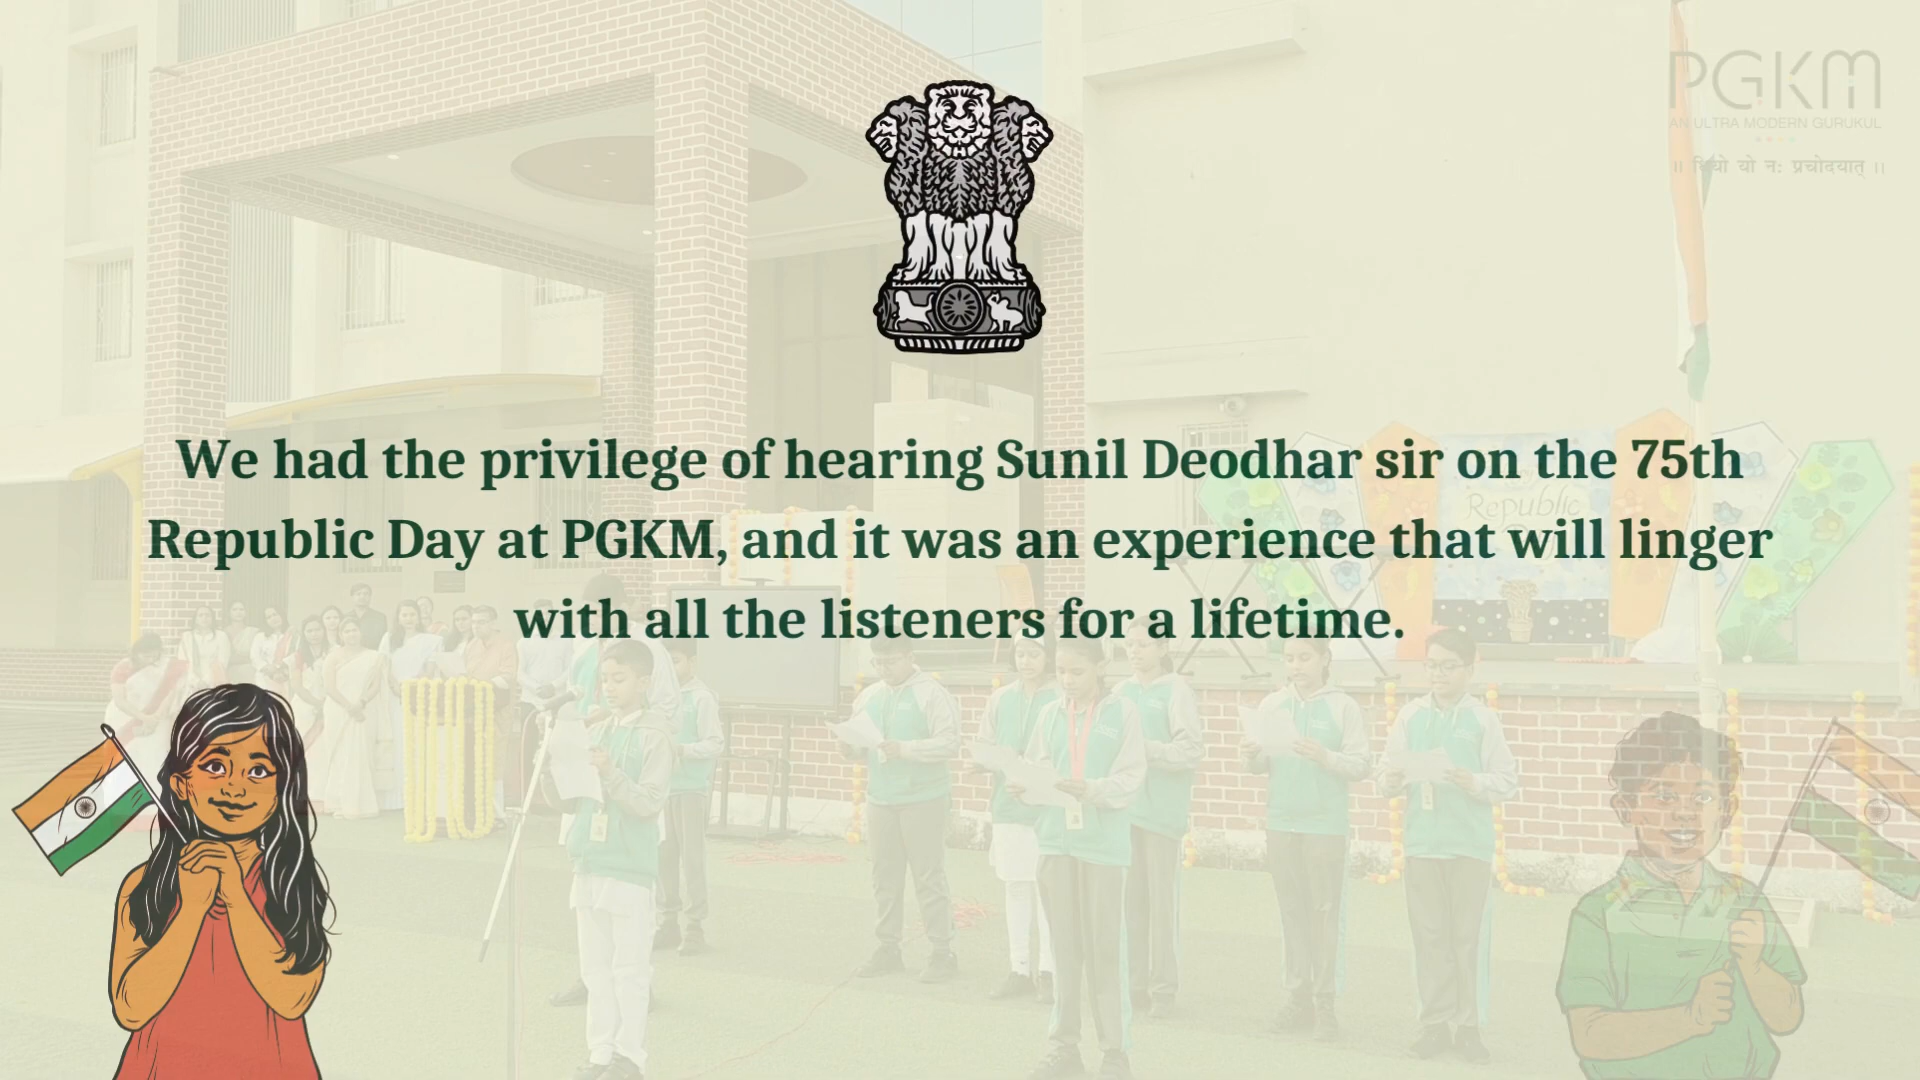 PGKM
AN ULTRA MODERN GURUKUL
॥ धियो यो नः प्रचोदयात् ॥
We had the privilege of hearing Sunil Deodhar sir on the 75th
Republic Day at PGKM, and it was an experience that will linger
with all the listeners for a lifetime.
Republic